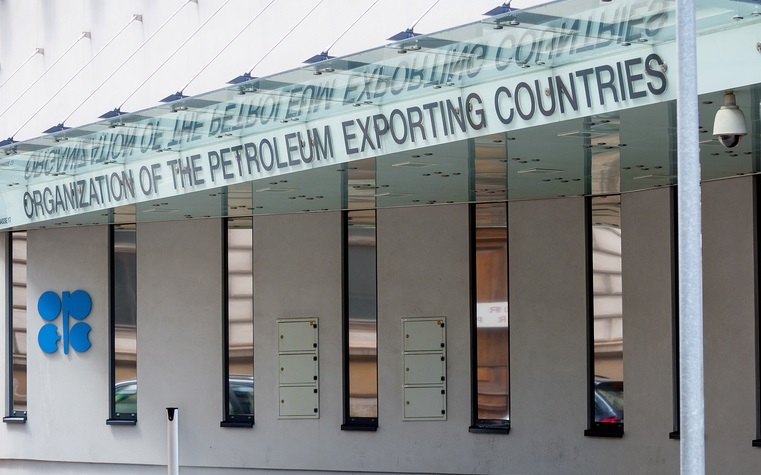 ORGANIZATION OF THE PETROLEUM EXPORTING COUNTRIES